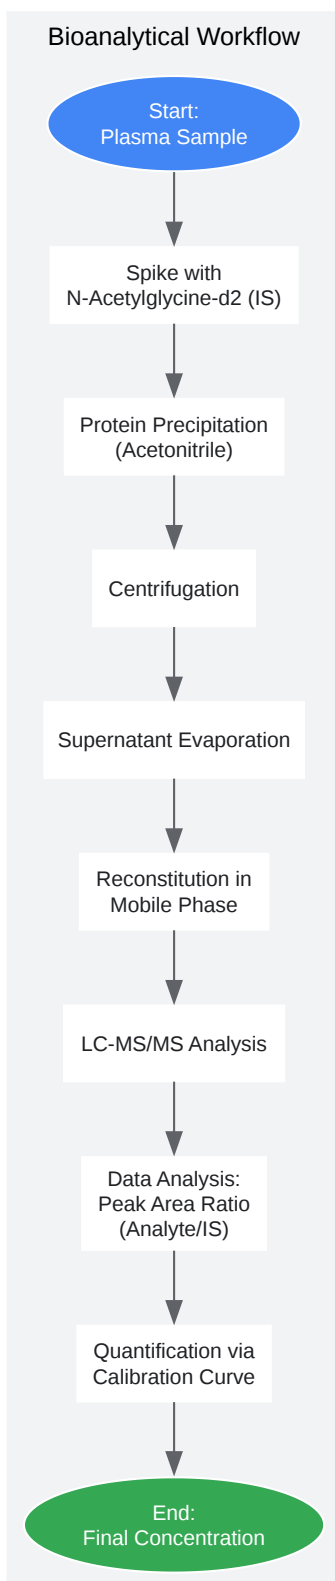 Bioanalytical Workflow
Start:
Plasma Sample
Spike with
N-Acetylglycine-d2 (IS)
Protein Precipitation
(Acetonitrile)
Centrifugation
Supernatant Evaporation
Reconstitution in
Mobile Phase
LC-MS/MS Analysis
Data Analysis:
Peak Area Ratio
(Analyte/IS)
Quantification via
Calibration Curve
End:
Final Concentration